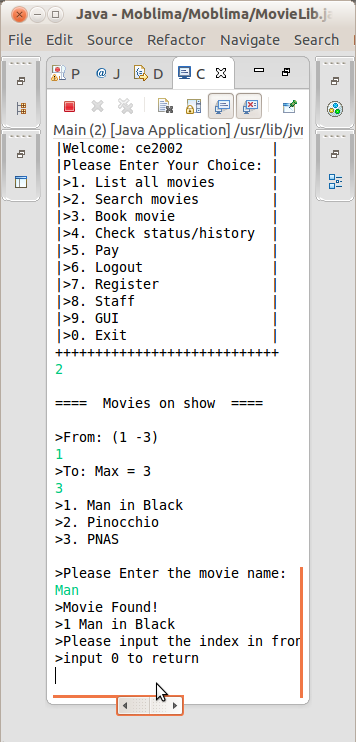 Java - Moblima/Moblima/MovieLib.ja
File Edit Source Refactor Navigate Search
P @ J D C
Main (2) [Java Application] /usr/lib/jvr
|Welcome: ce2002 |
|Please Enter Your Choice: |
|>1. List all movies |
|>2. Search movies |
|>3. Book movie |
|>4. Check status/history |
|>5. Pay |
|>6. Logout |
|>7. Register |
|>8. Staff |
|>9. GUI |
|>0. Exit |
++++++++++++++++++++++++++++
2
==== Movies on show ====
>From: (1 -3)
1
>To: Max = 3
3
>1. Man in Black
>2. Pinocchio
>3. PNAS
>Please Enter the movie name:
Man
>Movie Found!
>1 Man in Black
>Please input the index in fron
>input 0 to return